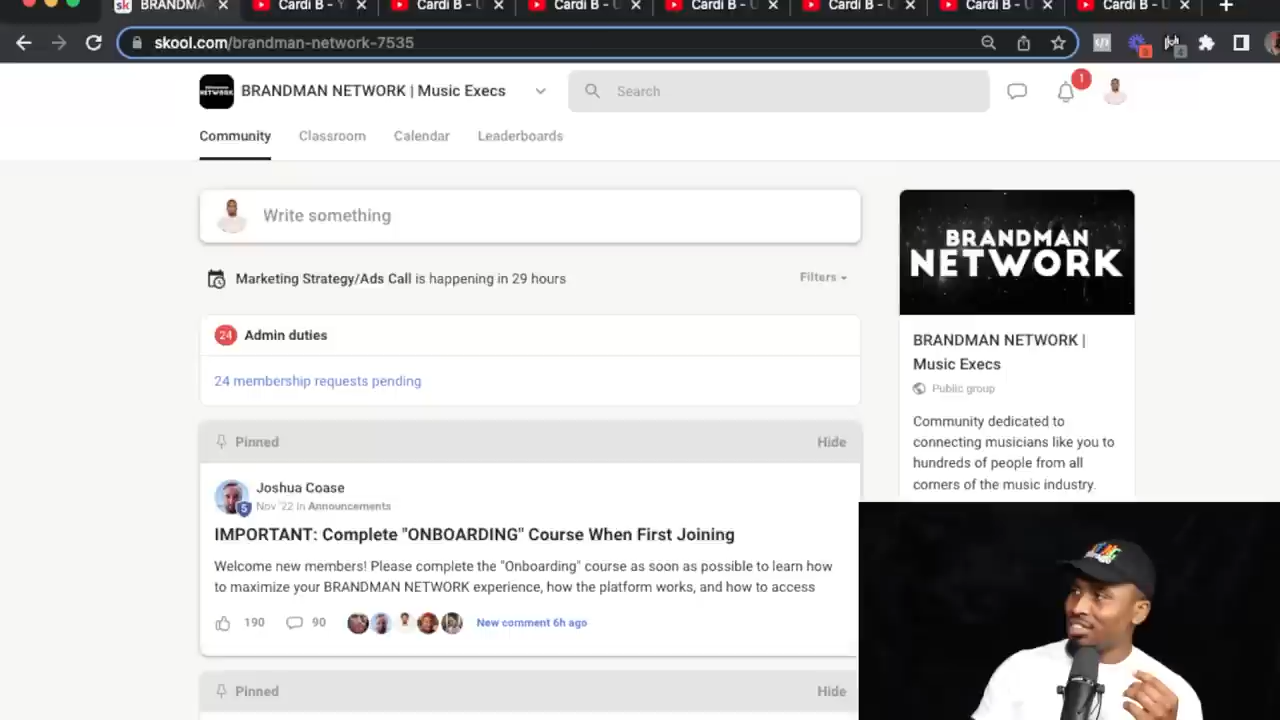 sk BRANDMA
Cardi B - Y
Cardi B - U
Cardi B - U
Cardi B - U
Cardi B - U
Cardi B - U
Cardi B - U
skool.com/brandman-network-7535
NETWORK
BRANDMAN NETWORK | Music Execs
Search
1
Community
Classroom
Calendar
Leaderboards
Write something
Marketing Strategy/Ads Call is happening in 29 hours
Filters
24 Admin duties
24 membership requests pending
Pinned
Hide
Joshua Coase
5
Nov '22 in Announcements
IMPORTANT: Complete "ONBOARDING" Course When First Joining
Welcome new members! Please complete the "Onboarding" course as soon as possible to learn how
to maximize your BRANDMAN NETWORK experience, how the platform works, and how to access
190
90
New comment 6h ago
Pinned
Hide
BRANDMAN
NETWORK
BRANDMAN NETWORK |
Music Execs
Public group
Community dedicated to
connecting musicians like you to
hundreds of people from all
corners of the music industry.